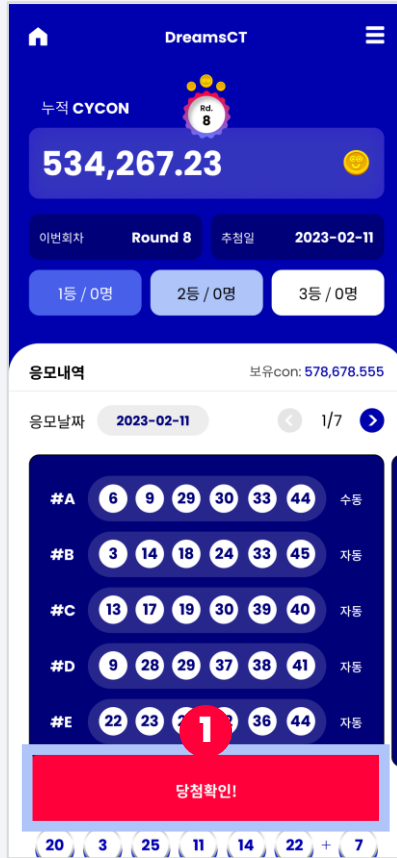 DreamsCT
누적 CYCON
Rd.
8
534,267.23
이번회차 Round 8 추첨일 2023-02-11
1등 / 0명 2등 / 0명 3등 / 0명
응모내역 보유con: 578,678.555
응모날짜 2023-02-11 1/7
#A 6 9 29 30 33 44 수동
#B 3 14 18 24 33 45 자동
#C 13 17 19 30 39 40 자동
#D 9 28 29 37 38 41 자동
#E 22 23 36 44 자동
1
당첨확인!
20 3 25 11 14 22 + 7